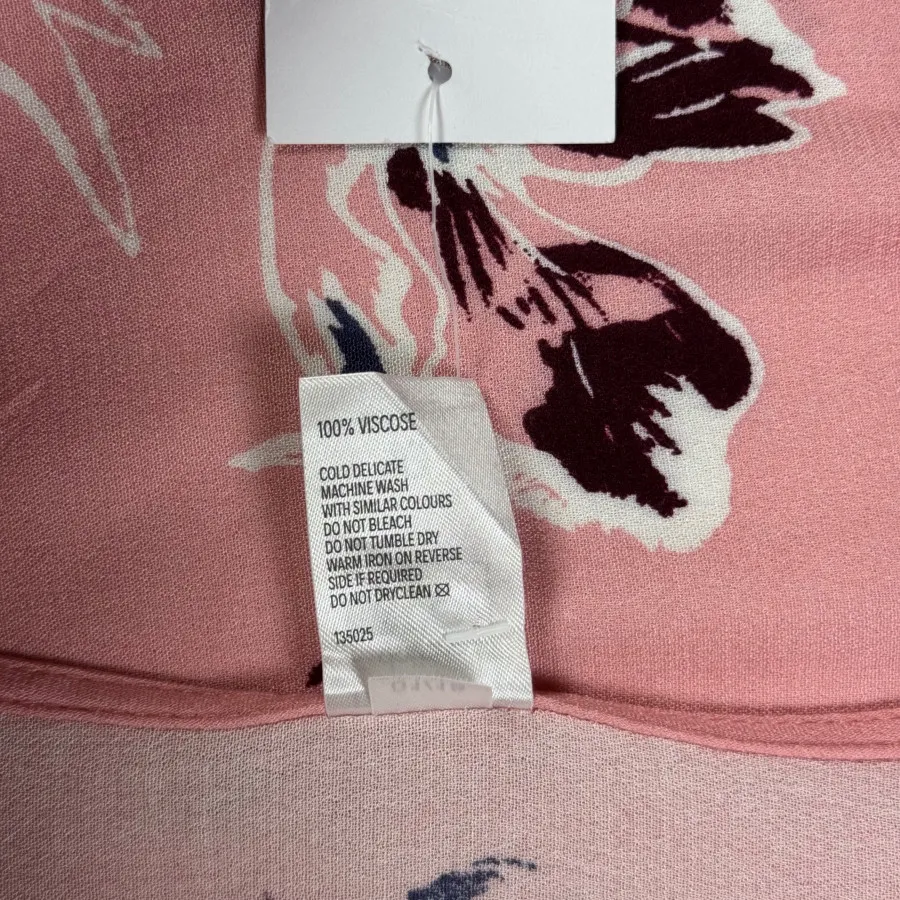 100% VISCOSE
COLD DELICATE
MACHINE WASH
WITH SIMILAR COLOURS
DO NOT BLEACH
DO NOT TUMBLE DRY
WARM IRON ON REVERSE
SIDE IF REQUIRED
DO NOT DRYCLEAN
135025